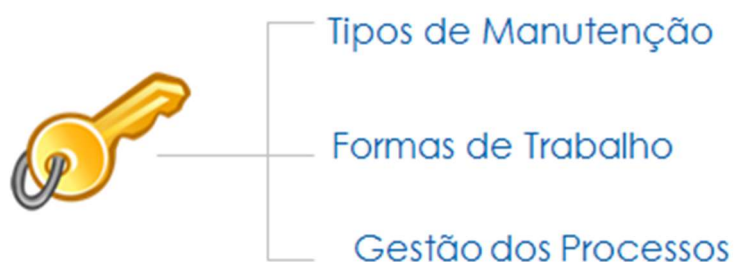 Tipos de Manutenção
Formas de Trabalho
Gestão dos Processos